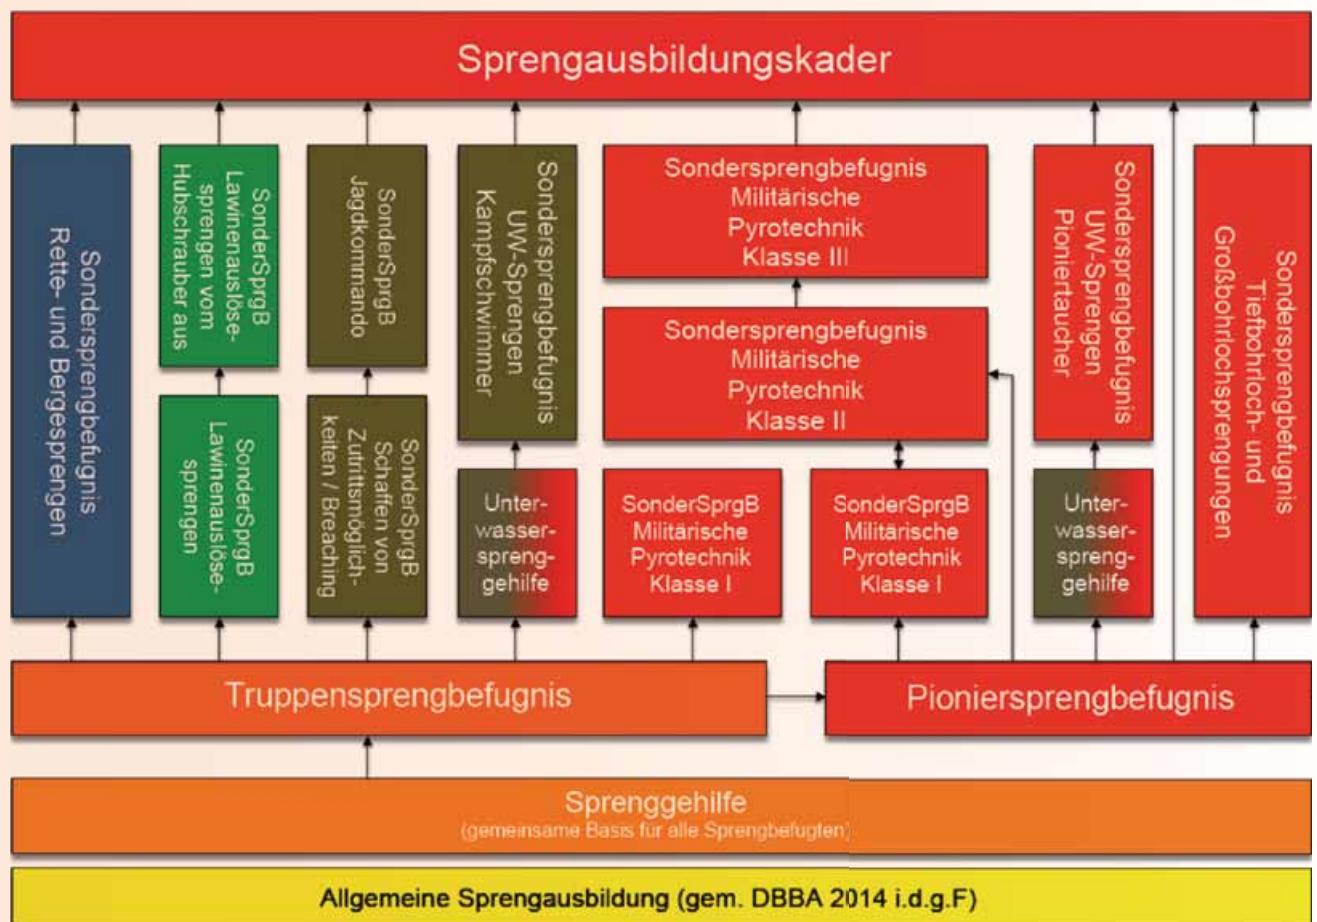 Sprengausbildungskader
Sondersprengbefugnis
Rette- und Bergesprengen
SonderSprgB
Lawinenauslöse-
sprengen vom
Hubschrauber aus
SonderSprgB
Lawinenauslöse-
sprengen
SonderSprgB
Jagdkommando
SonderSprgB
Schaffen von
Zutrittsmöglich-
keiten / Breaching
Sondersprengbefugnis
UW-Sprengen
Kampfschwimmer
Unter-
wasser-
spreng-
gehilfe
Sondersprengbefugnis
Militärische
Pyrotechnik
Klasse III
Sondersprengbefugnis
Militärische
Pyrotechnik
Klasse II
SonderSprgB
Militärische
Pyrotechnik
Klasse I
SonderSprgB
Militärische
Pyrotechnik
Klasse I
Sondersprengbefugnis
UW-Sprengen
Pioniertaucher
Unter-
wasser-
spreng-
gehilfe
Sondersprengbefugnis
Tiefbohrloch- und
Großbohrlochsprengungen
Truppensprengbefugnis
Pioniersprengbefugnis
Sprenggehilfe
(gemeinsame Basis für alle Sprengbefugten)
Allgemeine Sprengausbildung (gem. DBBA 2014 i.d.g.F)